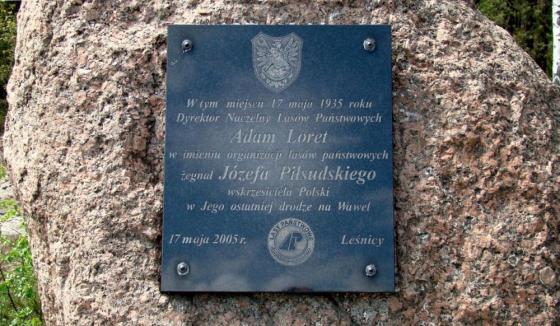 W tym miejscu 17 maja 1935 roku
Dyrektor Naczelny Lasów Państwowych
Adam Loret
w imieniu organizacji lasów państwowych
żegnał Józefa Piłsudskiego
wskrzesiciela Polski
w Jego ostatniej drodze na Wawel
17 maja 2005 r. Leśnicy
LASY PAŃSTWOWE